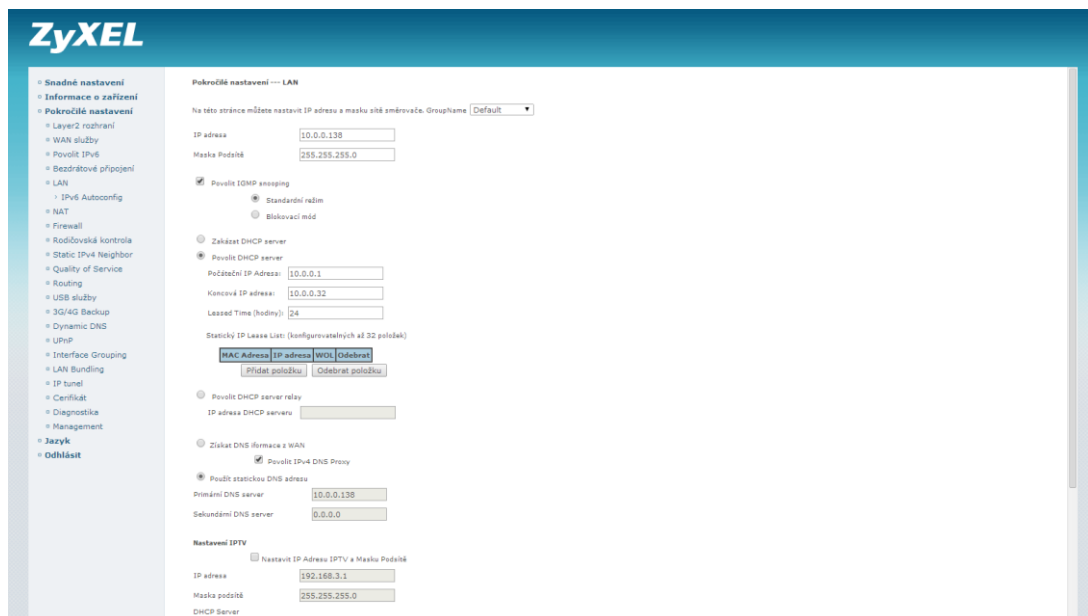 ZyXEL
Snadné nastavení
Informace o zařízení
Pokročilé nastavení
Layer2 rozhraní
WAN služby
Povolit IPv6
Bezdrátové připojení
LAN
IPv6 Autoconfig
NAT
Firewall
Rodičovská kontrola
Static IPv4 Neighbor
Quality of Service
Routing
USB služby
3G/4G Backup
Dynamic DNS
UPnP
Interface Grouping
LAN Bundling
IP tunel
Cerifikát
Diagnostika
Management
Jazyk
Odhlásit
Pokročilé nastavení --- LAN
Na této stránce můžete nastavit IP adresu a masku sítě směrovače. GroupName Default
IP adresa 10.0.0.138
Maska Podsítě 255.255.255.0
Povolit IGMP snooping
Standardní režim
Blokovací mód
Zakázat DHCP server
Povolit DHCP server
Počáteční IP Adresa: 10.0.0.1
Koncová IP adresa: 10.0.0.32
Leased Time (hodiny): 24
Statický IP Lease List: (konfigurovatelných až 32 položek)
MAC Adresa IP adresa WOL Odebrat
Přidat položku Odebrat položku
Povolit DHCP server relay
IP adresa DHCP serveru
Získat DNS iformace z WAN
Povolit IPv4 DNS Proxy
Použít statickou DNS adresu
Primární DNS server 10.0.0.138
Sekundární DNS server 0.0.0.0
Nastavení IPTV
Nastavit IP Adresu IPTV a Masku Podsítě
IP adresa 192.168.3.1
Maska podsítě 255.255.255.0
DHCP Server